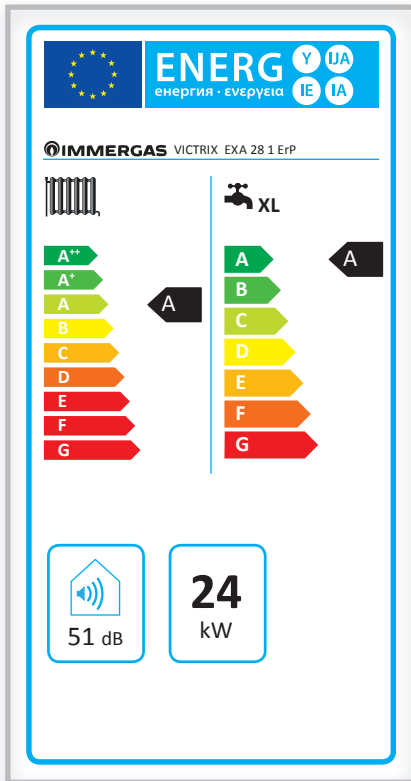 ENERG Y IJA
енергия · ενεργεια IE IA
IMMERGAS VICTRIX EXA 28 1 ErP
XL
A++
A+
A
B
C
D
E
F
G
A
A
B
C
D
E
F
G
A
51 dB
24
kW